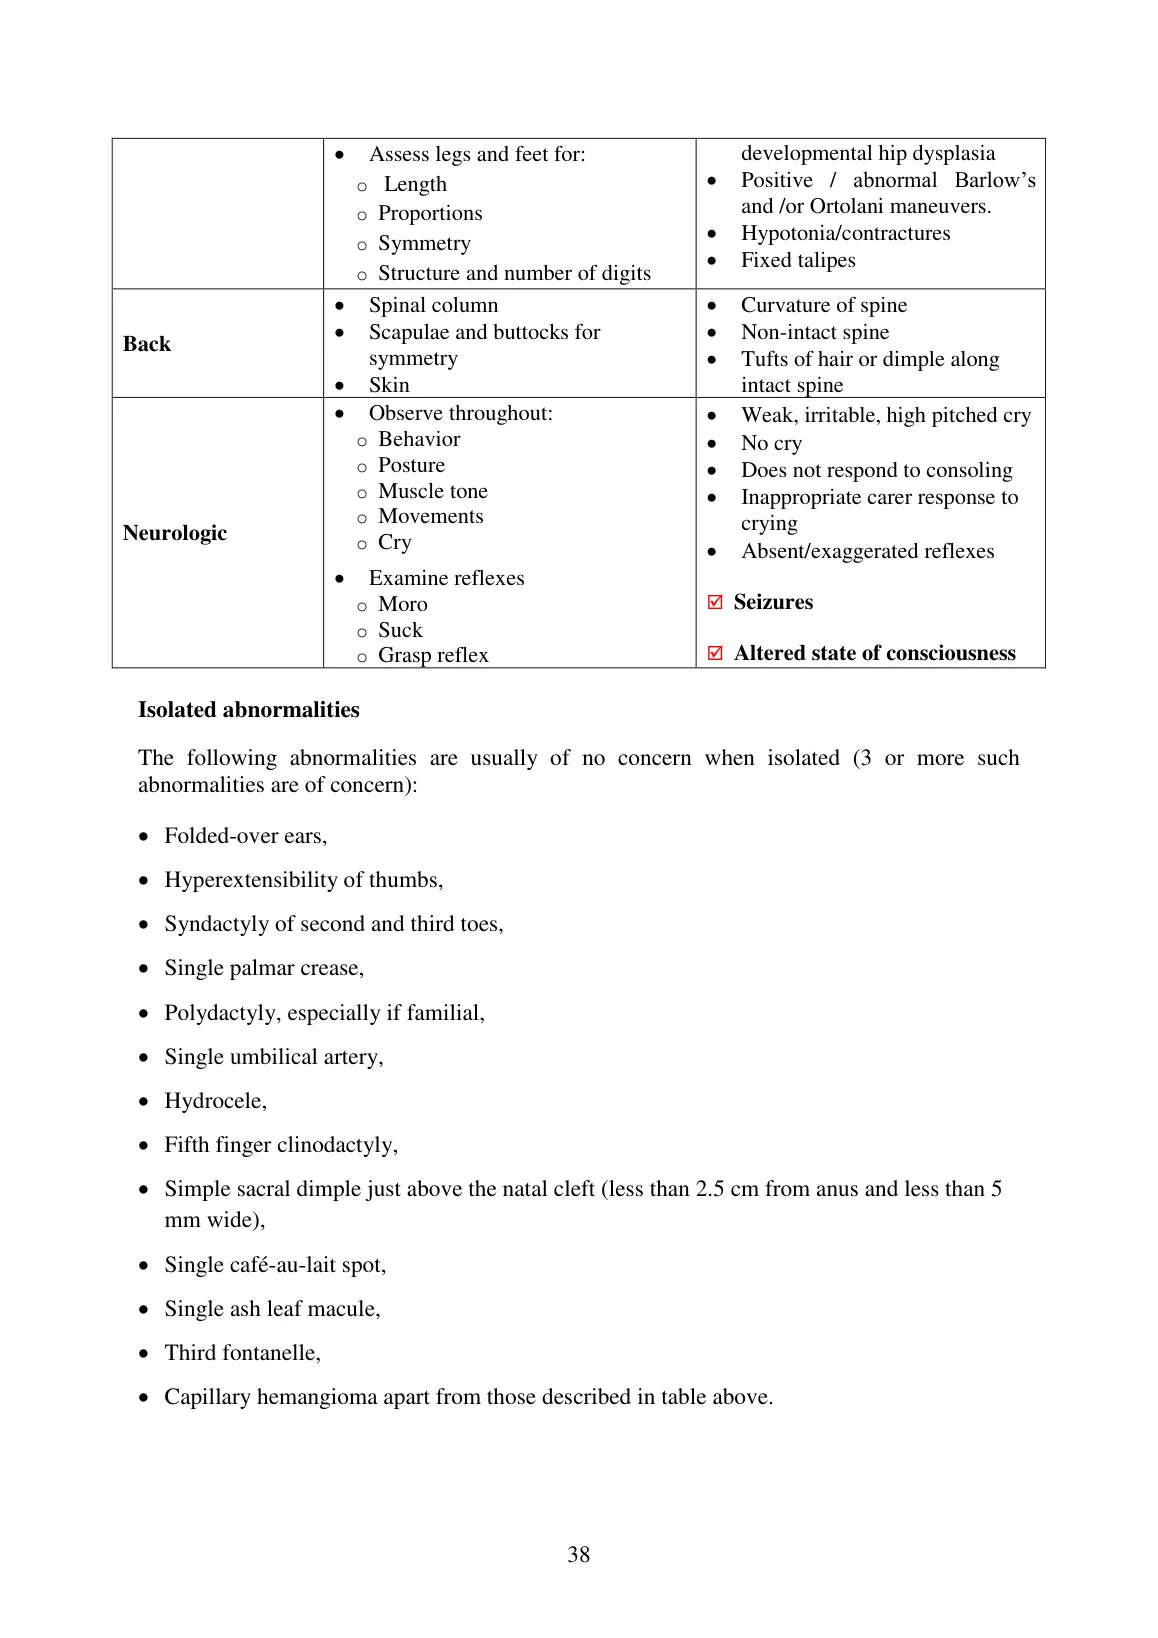 • Assess legs and feet for:
o Length
o Proportions
o Symmetry
o Structure and number of digits
developmental hip dysplasia
• Positive / abnormal Barlow’s
and /or Ortolani maneuvers.
• Hypotonia/contractures
• Fixed talipes
Back
• Spinal column
• Scapulae and buttocks for
symmetry
• Skin
• Curvature of spine
• Non-intact spine
• Tufts of hair or dimple along
intact spine
Neurologic
• Observe throughout:
o Behavior
o Posture
o Muscle tone
o Movements
o Cry
• Examine reflexes
o Moro
o Suck
o Grasp reflex
• Weak, irritable, high pitched cry
• No cry
• Does not respond to consoling
• Inappropriate carer response to
crying
• Absent/exaggerated reflexes
☑ Seizures
☑ Altered state of consciousness
Isolated abnormalities
The following abnormalities are usually of no concern when isolated (3 or more such
abnormalities are of concern):
• Folded-over ears,
• Hyperextensibility of thumbs,
• Syndactyly of second and third toes,
• Single palmar crease,
• Polydactyly, especially if familial,
• Single umbilical artery,
• Hydrocele,
• Fifth finger clinodactyly,
• Simple sacral dimple just above the natal cleft (less than 2.5 cm from anus and less than 5
mm wide),
• Single café-au-lait spot,
• Single ash leaf macule,
• Third fontanelle,
• Capillary hemangioma apart from those described in table above.
38